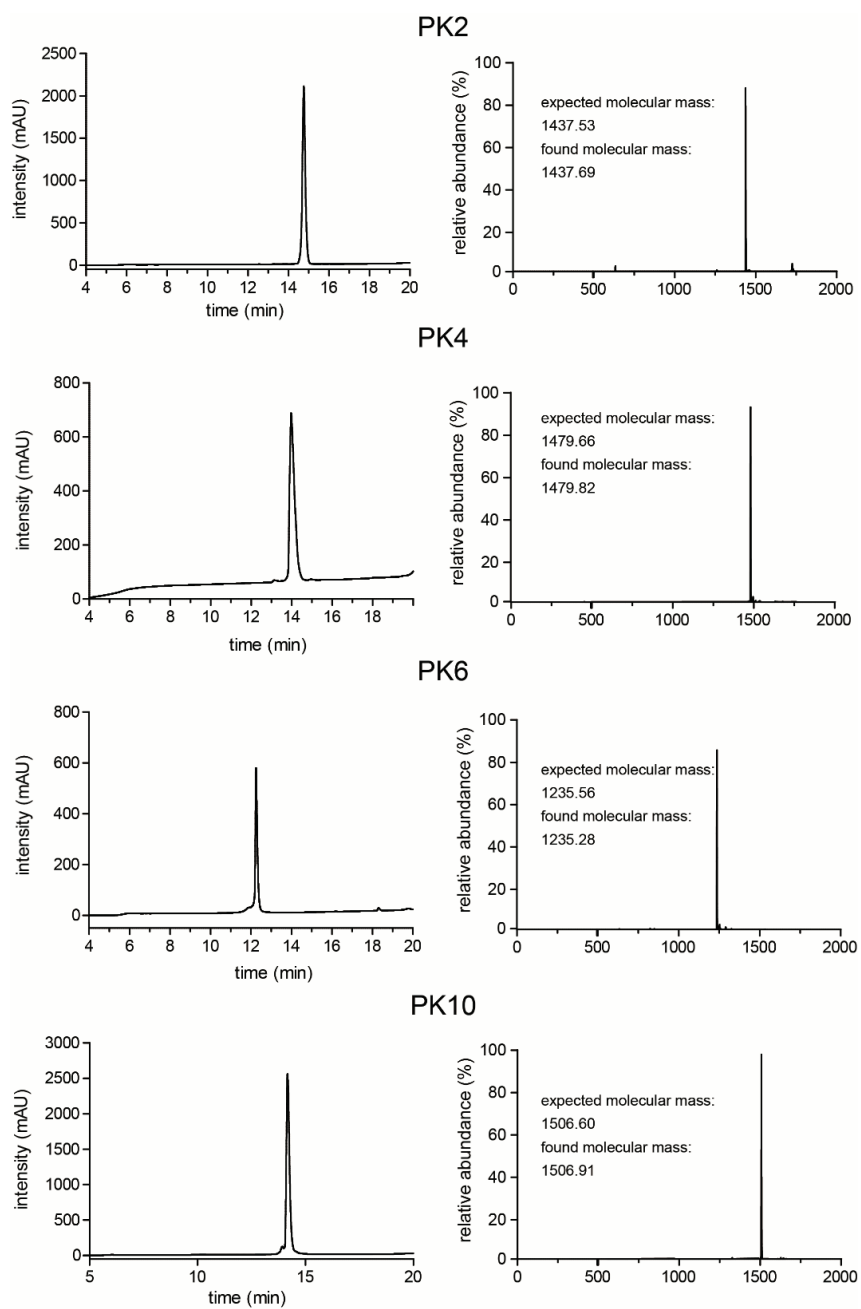 PK2
intensity (mAU)
2500
2000
1500
1000
500
0
4 6 8 10 12 14 16 18 20
time (min)
relative abundance (%)
100
80
60
40
20
0
expected molecular mass:
1437.53
found molecular mass:
1437.69
0 500 1000 1500 2000
PK4
intensity (mAU)
800
600
400
200
0
4 6 8 10 12 14 16 18
time (min)
relative abundance (%)
100
80
60
40
20
0
expected molecular mass:
1479.66
found molecular mass:
1479.82
0 500 1000 1500 2000
PK6
intensity (mAU)
800
600
400
200
0
4 6 8 10 12 14 16 18 20
time (min)
relative abundance (%)
100
80
60
40
20
0
expected molecular mass:
1235.56
found molecular mass:
1235.28
0 500 1000 1500 2000
PK10
intensity (mAU)
3000
2500
2000
1500
1000
500
0
5 10 15 20
time (min)
relative abundance (%)
100
80
60
40
20
0
expected molecular mass:
1506.60
found molecular mass:
1506.91
0 500 1000 1500 2000